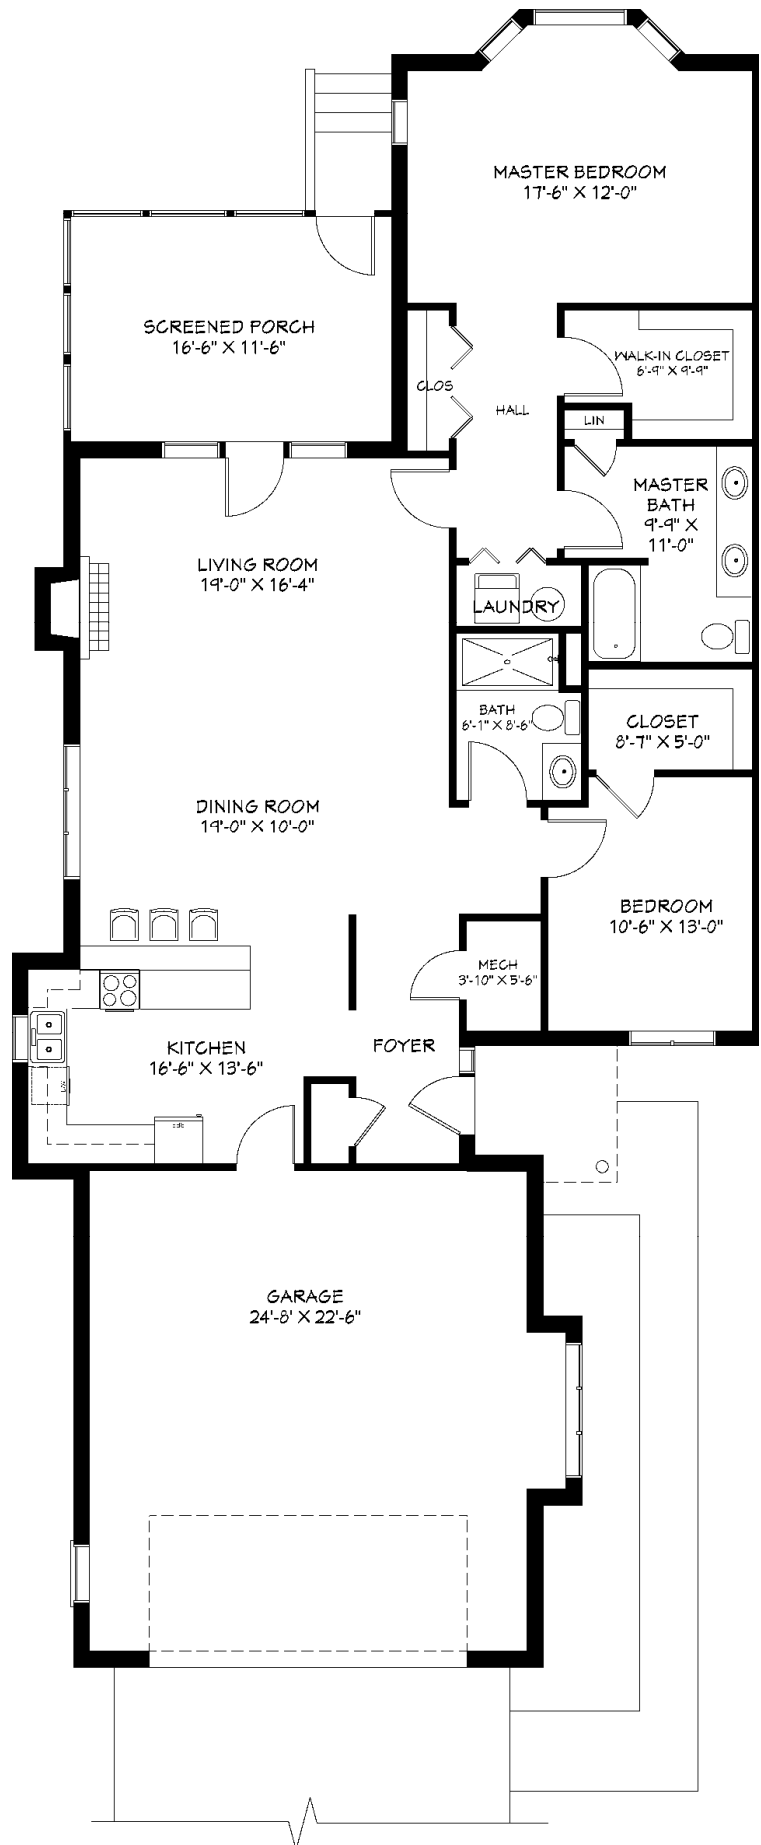 MASTER BEDROOM
17'-6" X 12'-0"
SCREENED PORCH
16'-6" X 11'-6"
WALK-IN CLOSET
6'-9" X 9'-9"
CLOS
HALL
LIN
MASTER
BATH
9'-9" X
11'-0"
LIVING ROOM
19'-0" X 16'-4"
LAUNDRY
BATH
6'-1" X 8'-6"
CLOSET
8'-7" X 5'-0"
DINING ROOM
19'-0" X 10'-0"
BEDROOM
10'-6" X 13'-0"
MECH
3'-10" X 5'-6"
KITCHEN
16'-6" X 13'-6"
FOYER
GARAGE
24'-8' X 22'-6"